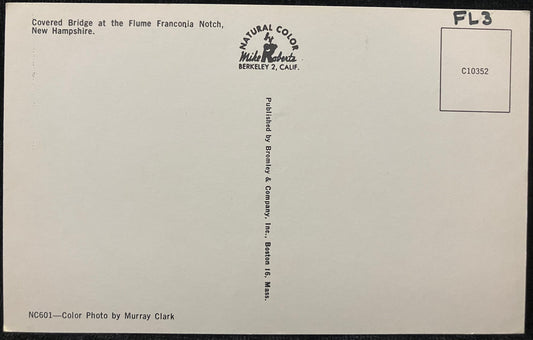 Covered Bridge at the Flume Franconia Notch,
New Hampshire.
NATURAL COLOR
by
Mike Roberts
BERKELEY 2, CALIF.
FL3
C10352
Published by Bromley & Company, Inc., Boston 16, Mass.
NC601—Color Photo by Murray Clark